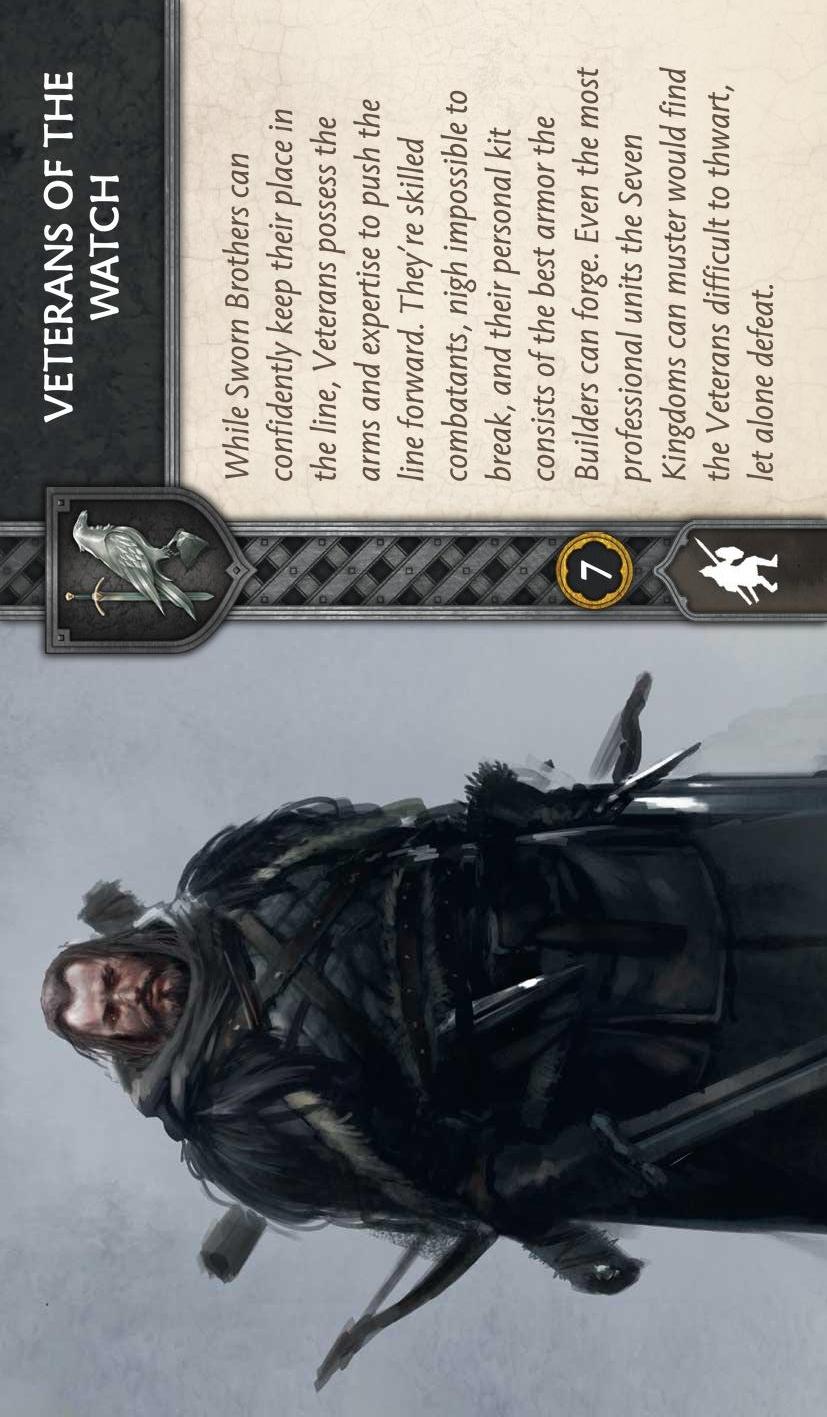 VETERANS OF THE
WATCH
While Sworn Brothers can
confidently keep their place in
the line, Veterans possess the
arms and expertise to push the
line forward. They're skilled
combatants, nigh impossible to
break, and their personal kit
consists of the best armor the
Builders can forge. Even the most
professional units the Seven
Kingdoms can muster would find
the Veterans difficult to thwart,
let alone defeat.
7